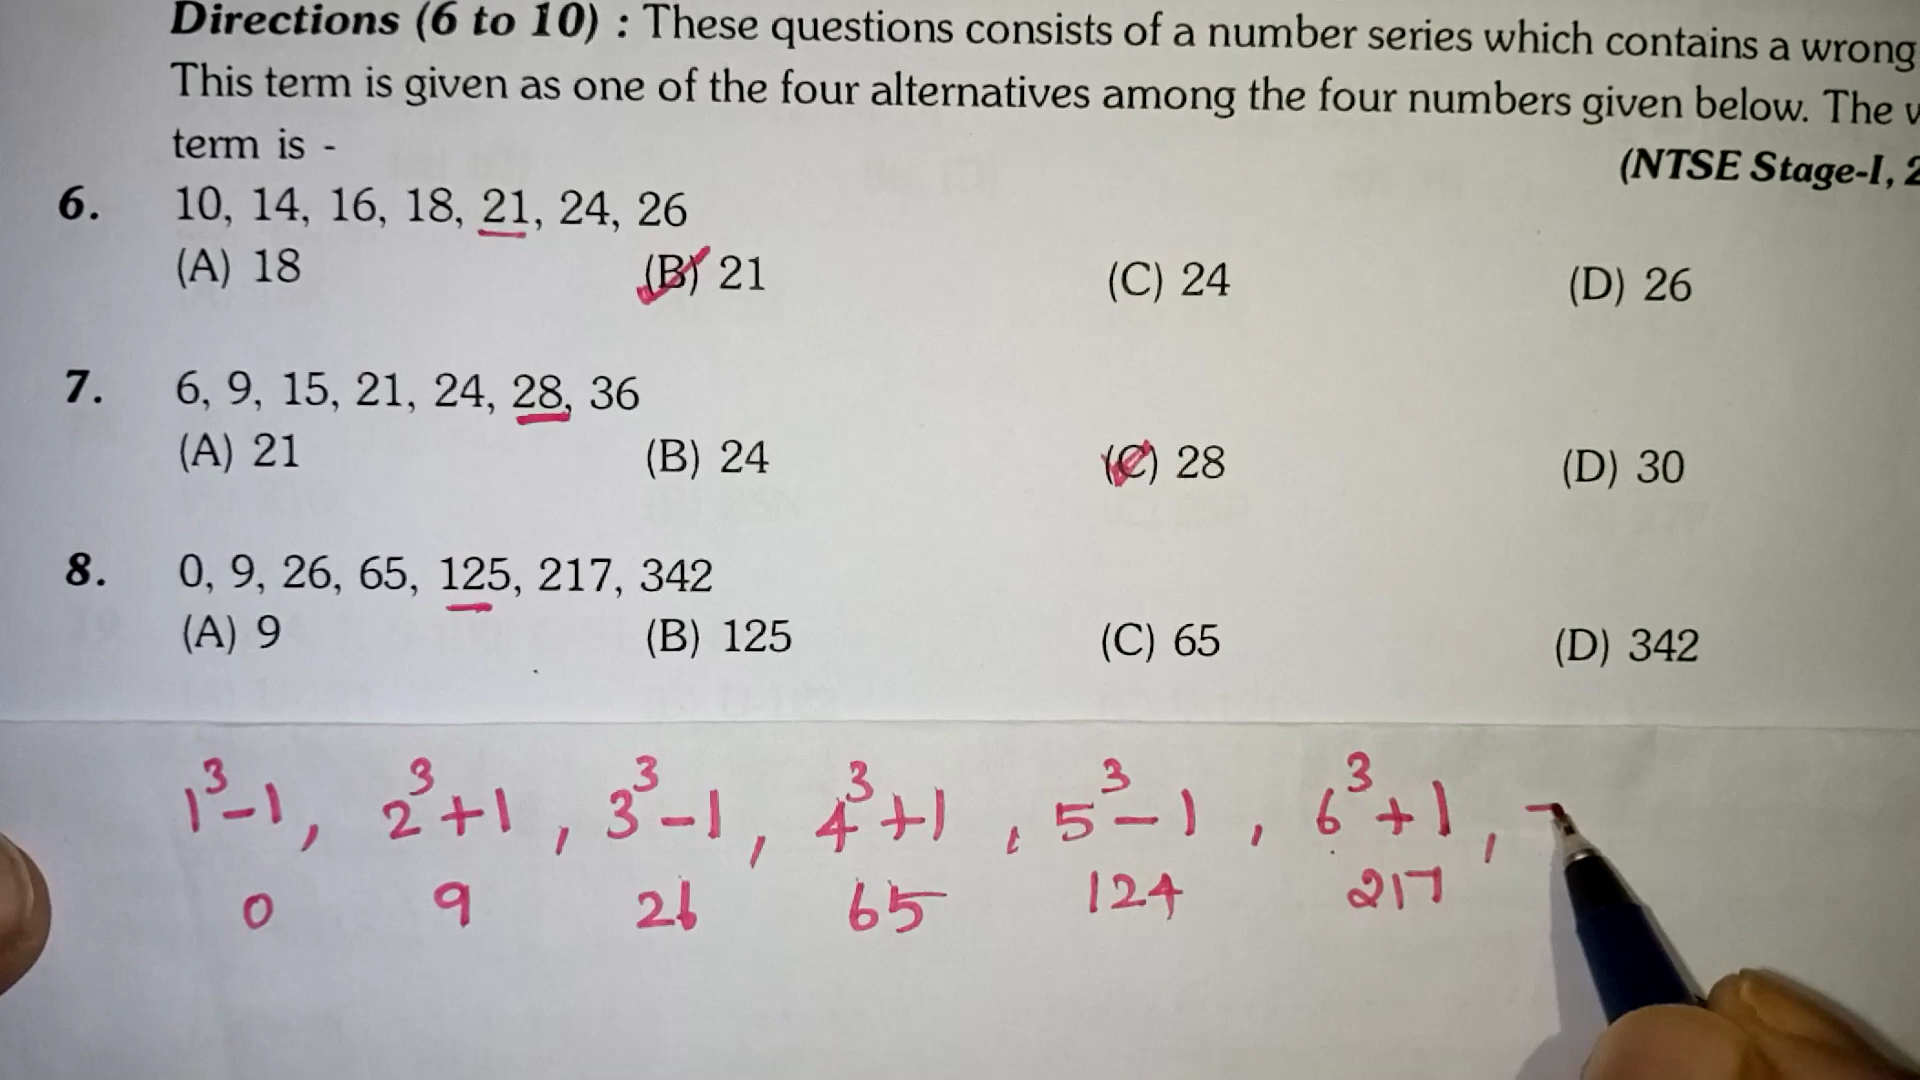 Directions (6 to 10) : These questions consists of a number series which contains a wrong
This term is given as one of the four alternatives among the four numbers given below. The
term is -
(NTSE Stage-I,
6. 10, 14, 16, 18, 21, 24, 26
(A) 18 (B) 21 (C) 24 (D) 26
7. 6, 9, 15, 21, 24, 28, 36
(A) 21 (B) 24 (C) 28 (D) 30
8. 0, 9, 26, 65, 125, 217, 342
(A) 9 (B) 125 (C) 65 (D) 342
1³-1, 2³+1, 3³-1, 4³+1, 5³-1, 6³+1,
0 9 26 65 124 217